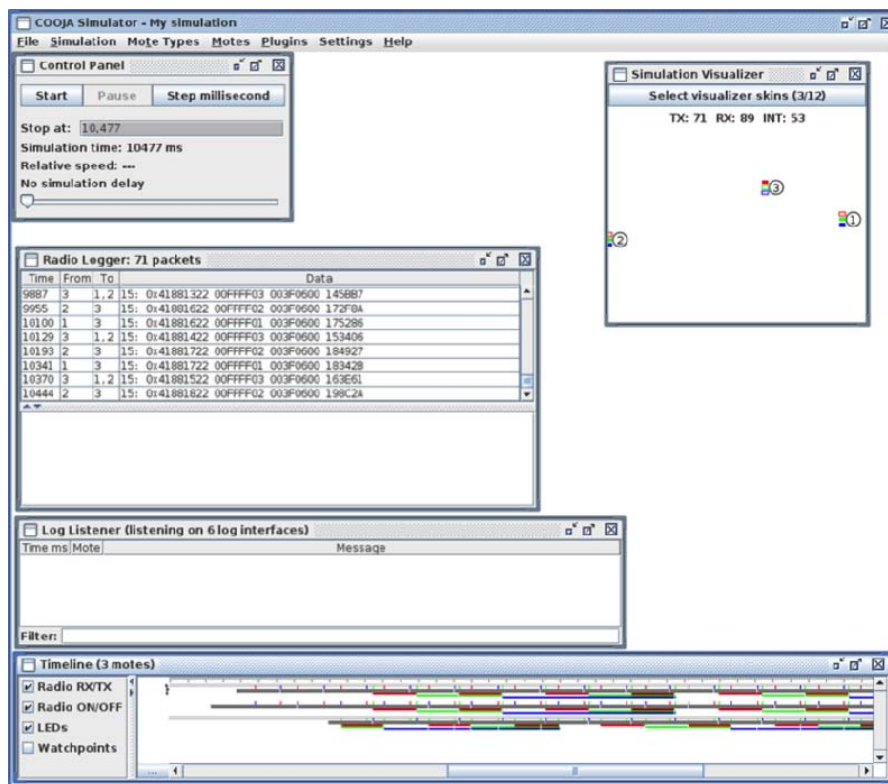 COOJA Simulator - My simulation
File Simulation Mote Types Motes Plugins Settings Help
Control Panel
Start Pause Step millisecond
Stop at: 10,477
Simulation time: 10477 ms
Relative speed: ---
No simulation delay
Simulation Visualizer
Select visualizer skins (3/12)
TX: 71 RX: 89 INT: 53
3
1
2
Radio Logger: 71 packets
Time From To Data
9887 3 1,2 15: 0x41881322 00FFFF03 003F0600 145BB7
9955 2 3 15: 0x41881622 00FFFF02 003F0600 172F8A
10100 1 3 15: 0x41881622 00FFFF01 003F0600 175286
10129 3 1,2 15: 0x41881422 00FFFF03 003F0600 153406
10193 2 3 15: 0x41881722 00FFFF02 003F0600 184927
10341 1 3 15: 0x41881722 00FFFF01 003F0600 18342B
10370 3 1,2 15: 0x41881522 00FFFF03 003F0600 163E61
10444 2 3 15: 0x41881822 00FFFF02 003F0600 198C2A
Log Listener (listening on 6 log interfaces)
Time ms Mote Message
Filter:
Timeline (3 motes)
Radio RX/TX
Radio ON/OFF
LEDs
Watchpoints
...